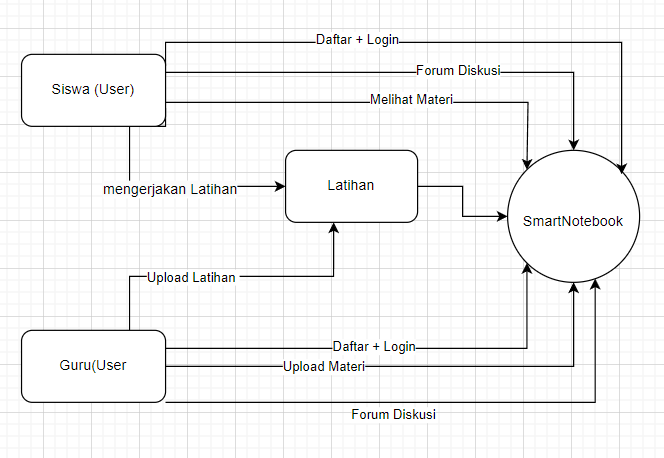 Daftar + Login
Forum Diskusi
Siswa (User)
Melihat Materi
mengerjakan Latihan
Latihan
SmartNotebook
Upload Latihan
Daftar + Login
Guru(User
Upload Materi
Forum Diskusi